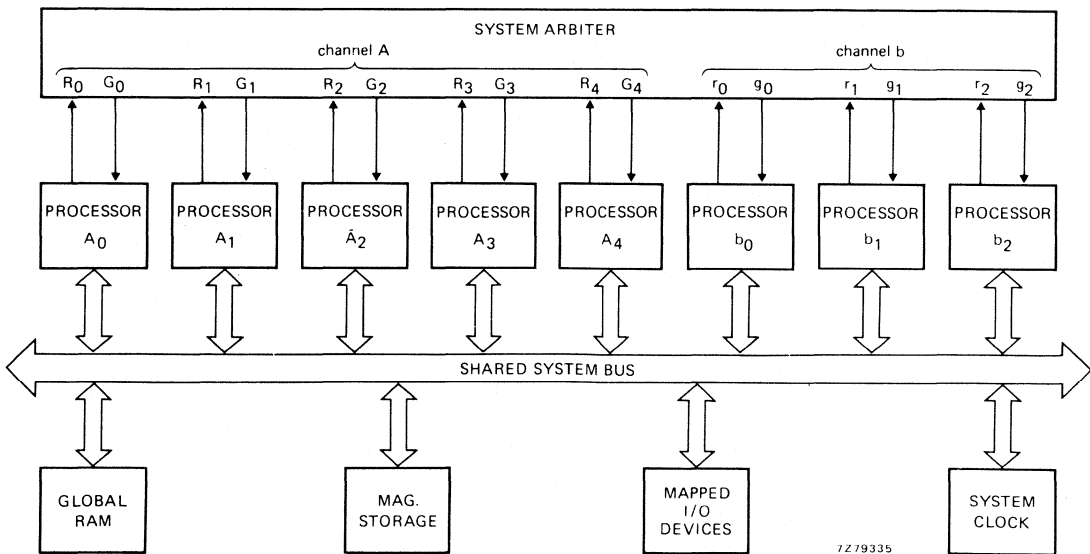 SYSTEM ARBITER
channel A channel b
R₀ G₀ R₁ G₁ R₂ G₂ R₃ G₃ R₄ G₄ r₀ g₀ r₁ g₁ r₂ g₂
PROCESSOR PROCESSOR PROCESSOR PROCESSOR PROCESSOR PROCESSOR PROCESSOR PROCESSOR
A₀ A₁ A₂ A₃ A₄ b₀ b₁ b₂
SHARED SYSTEM BUS
GLOBAL
RAM
MAG.
STORAGE
MAPPED
I/O
DEVICES
SYSTEM
CLOCK
7Z79335